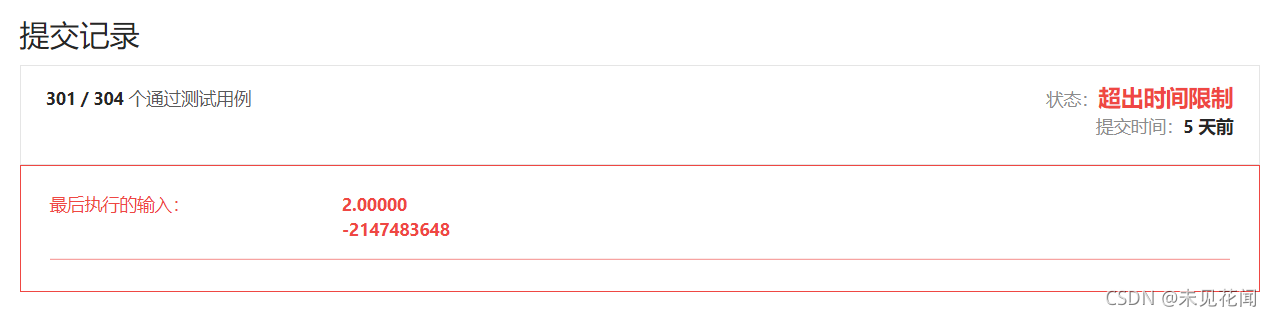 提交记录
301 / 304 个通过测试用例
状态：超出时间限制
提交时间：5 天前
最后执行的输入：
2.00000
-2147483648
CSDN @未见花闻